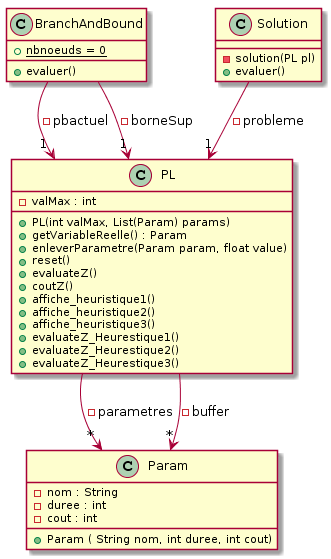 C BranchAndBound
nbnoeuds = 0
evaluer()
C Solution
solution(PL pl)
evaluer()
pbactuel
borneSup
probleme
1
1
1
C PL
valMax : int
PL(int valMax, List(Param) params)
getVariableReelle() : Param
enleverParametre(Param param, float value)
reset()
evaluateZ()
coutZ()
affiche_heuristique1()
affiche_heuristique2()
affiche_heuristique3()
evaluateZ_Heurestique1()
evaluateZ_Heurestique2()
evaluateZ_Heurestique3()
parametres
buffer
*
*
C Param
nom : String
duree : int
cout : int
Param ( String nom, int duree, int cout)